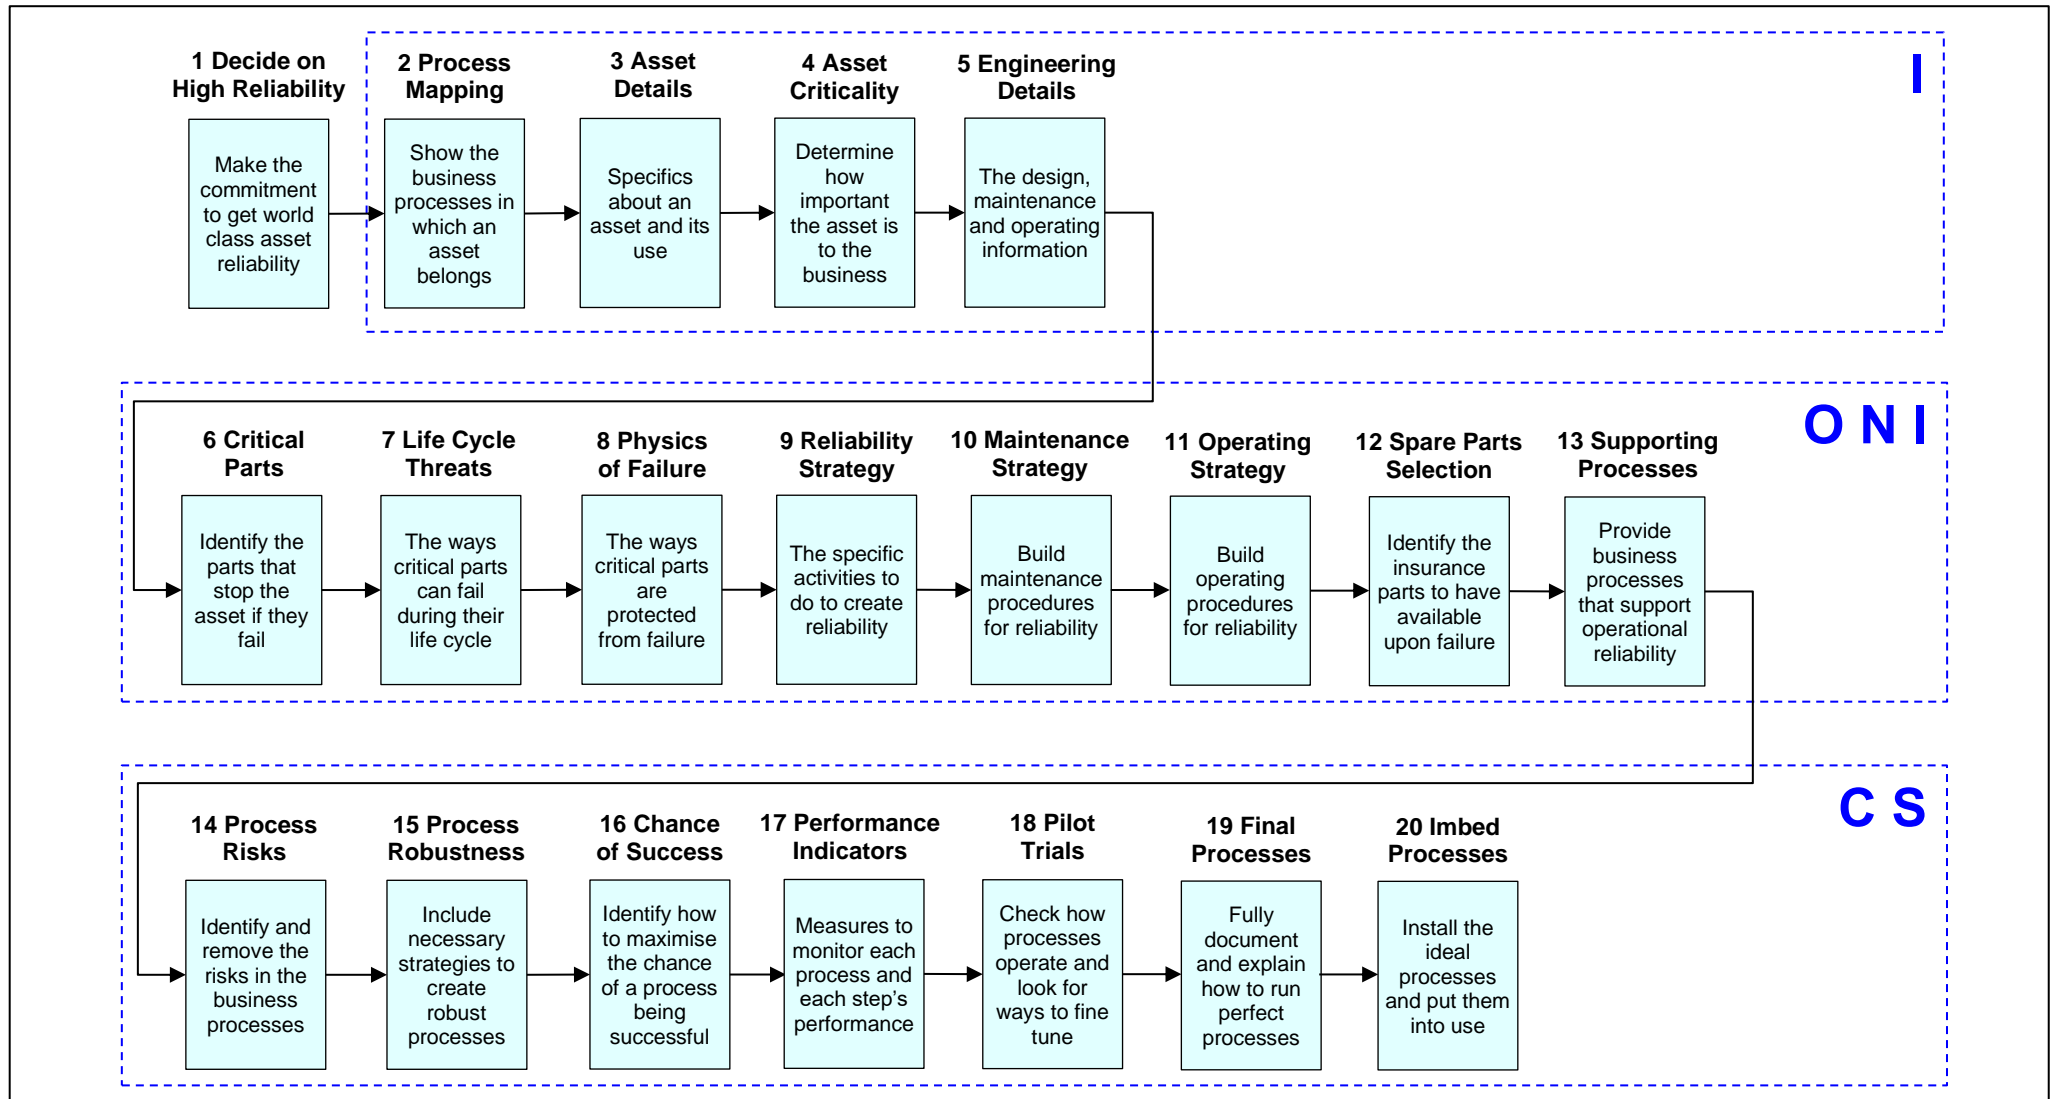 1 Decide on
High Reliability
2 Process
Mapping
3 Asset
Details
4 Asset
Criticality
5 Engineering
Details
I
Make the
commitment
to get world
class asset
reliability
Show the
business
processes in
which an
asset
belongs
Specifics
about an
asset and its
use
Determine
how
important
the asset is
to the
business
The design,
maintenance
and operating
information
O N I
6 Critical
Parts
7 Life Cycle
Threats
8 Physics
of Failure
9 Reliability
Strategy
10 Maintenance
Strategy
11 Operating
Strategy
12 Spare Parts
Selection
13 Supporting
Processes
Identify the
parts that
stop the
asset if they
fail
The ways
critical parts
can fail
during their
life cycle
The ways
critical parts
are
protected
from failure
The specific
activities to
do to create
reliability
Build
maintenance
procedures
for reliability
Build
operating
procedures
for reliability
Identify the
insurance
parts to have
available
upon failure
Provide
business
processes
that support
operational
reliability
C S
14 Process
Risks
15 Process
Robustness
16 Chance
of Success
17 Performance
Indicators
18 Pilot
Trials
19 Final
Processes
20 Imbed
Processes
Identify and
remove the
risks in the
business
processes
Include
necessary
strategies to
create
robust
processes
Identify how
to maximise
the chance
of a process
being
successful
Measures to
monitor each
process and
each step’s
performance
Check how
processes
operate and
look for
ways to fine
tune
Fully
document
and explain
how to run
perfect
processes
Install the
ideal
processes
and put them
into use